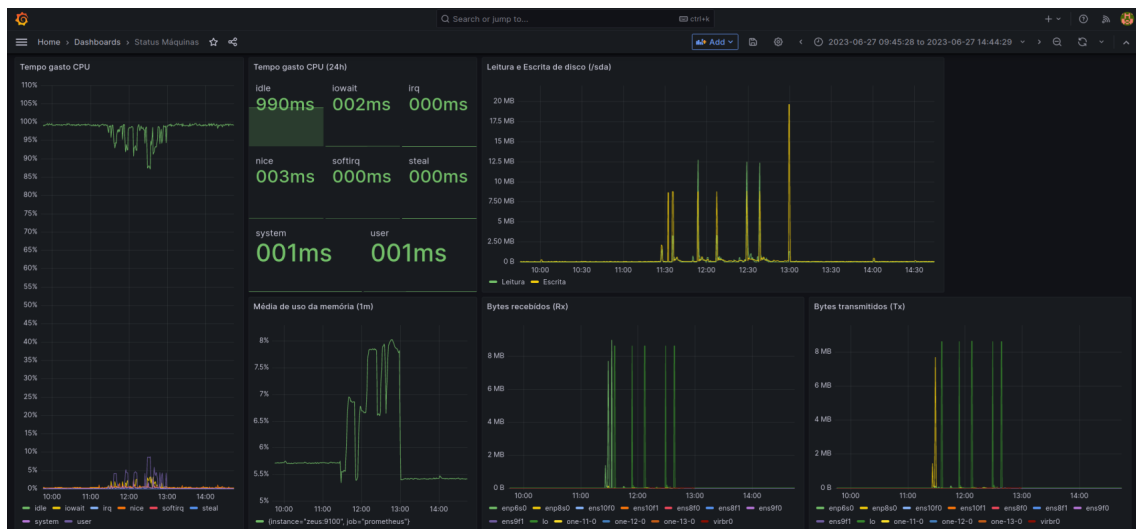 Search or jump to... ctrl+k
Home › Dashboards › Status Máquinas
Add
2023-06-27 09:45:28 to 2023-06-27 14:44:29
Tempo gasto CPU
110%
105%
100%
95%
90%
85%
80%
75%
70%
65%
60%
55%
50%
45%
40%
35%
30%
25%
20%
15%
10%
5%
0%
10:00 11:00 12:00 13:00 14:00
idle iowait irq nice softirq steal
system user
Tempo gasto CPU (24h)
idle iowait irq
990ms 002ms 000ms
nice softirq steal
003ms 000ms 000ms
system user
001ms 001ms
Leitura e Escrita de disco (/sda)
20 MB
17.5 MB
15 MB
12.5 MB
10 MB
7.50 MB
5 MB
2.50 MB
0 B
10:00 10:30 11:00 11:30 12:00 12:30 13:00 13:30 14:00 14:30
Leitura Escrita
Média de uso da memória (1m)
8%
7.5%
7%
6.5%
6%
5.5%
5%
10:00 11:00 12:00 13:00 14:00
{instance="zeus:9100", job="prometheus"}
Bytes recebídos (Rx)
8 MB
6 MB
4 MB
2 MB
0 B
10:00 11:00 12:00 13:00 14:00
enp6s0 enp8s0 ens10f0 ens10f1 ens8f0 ens8f1 ens9f0
ens9f1 lo one-11-0 one-12-0 one-13-0 virbr0
Bytes transmitidos (Tx)
10:00 11:00 12:00 13:00 14:00
8 MB
6 MB
4 MB
2 MB
0 B
enp6s0 enp8s0 ens10f0 ens10f1 ens8f0 ens8f1 ens9f0
ens9f1 lo one-11-0 one-12-0 one-13-0 virbr0